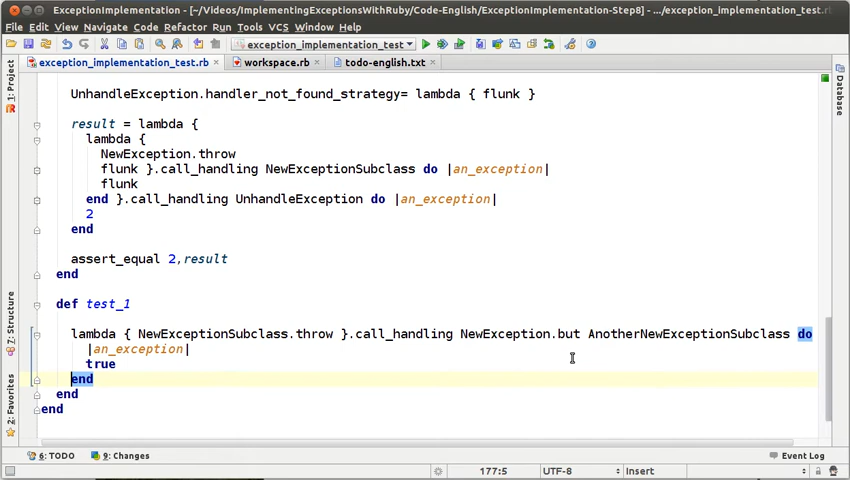 ExceptionImplementation - [~/Videos/ImplementingExceptionsWithRuby/Code-English/ExceptionImplementation-Step8] - .../exception_implementation_test.r
File Edit View Navigate Code Refactor Run Tools VCS Window Help
exception_implementation_test
exception_implementation_test.rb workspace.rb todo-english.txt
1: Project
7: Structure
2: Favorites
Database
UnhandleException.handler_not_found_strategy= lambda { flunk }
result = lambda {
lambda {
NewException.throw
flunk }.call_handling NewExceptionSubclass do |an_exception|
flunk
end }.call_handling UnhandleException do |an_exception|
2
end
assert_equal 2,result
end
def test_1
lambda { NewExceptionSubclass.throw }.call_handling NewException.but AnotherNewExceptionSubclass do
|an_exception|
true
end
end
end
6: TODO 9: Changes Event Log
177:5 UTF-8 Insert